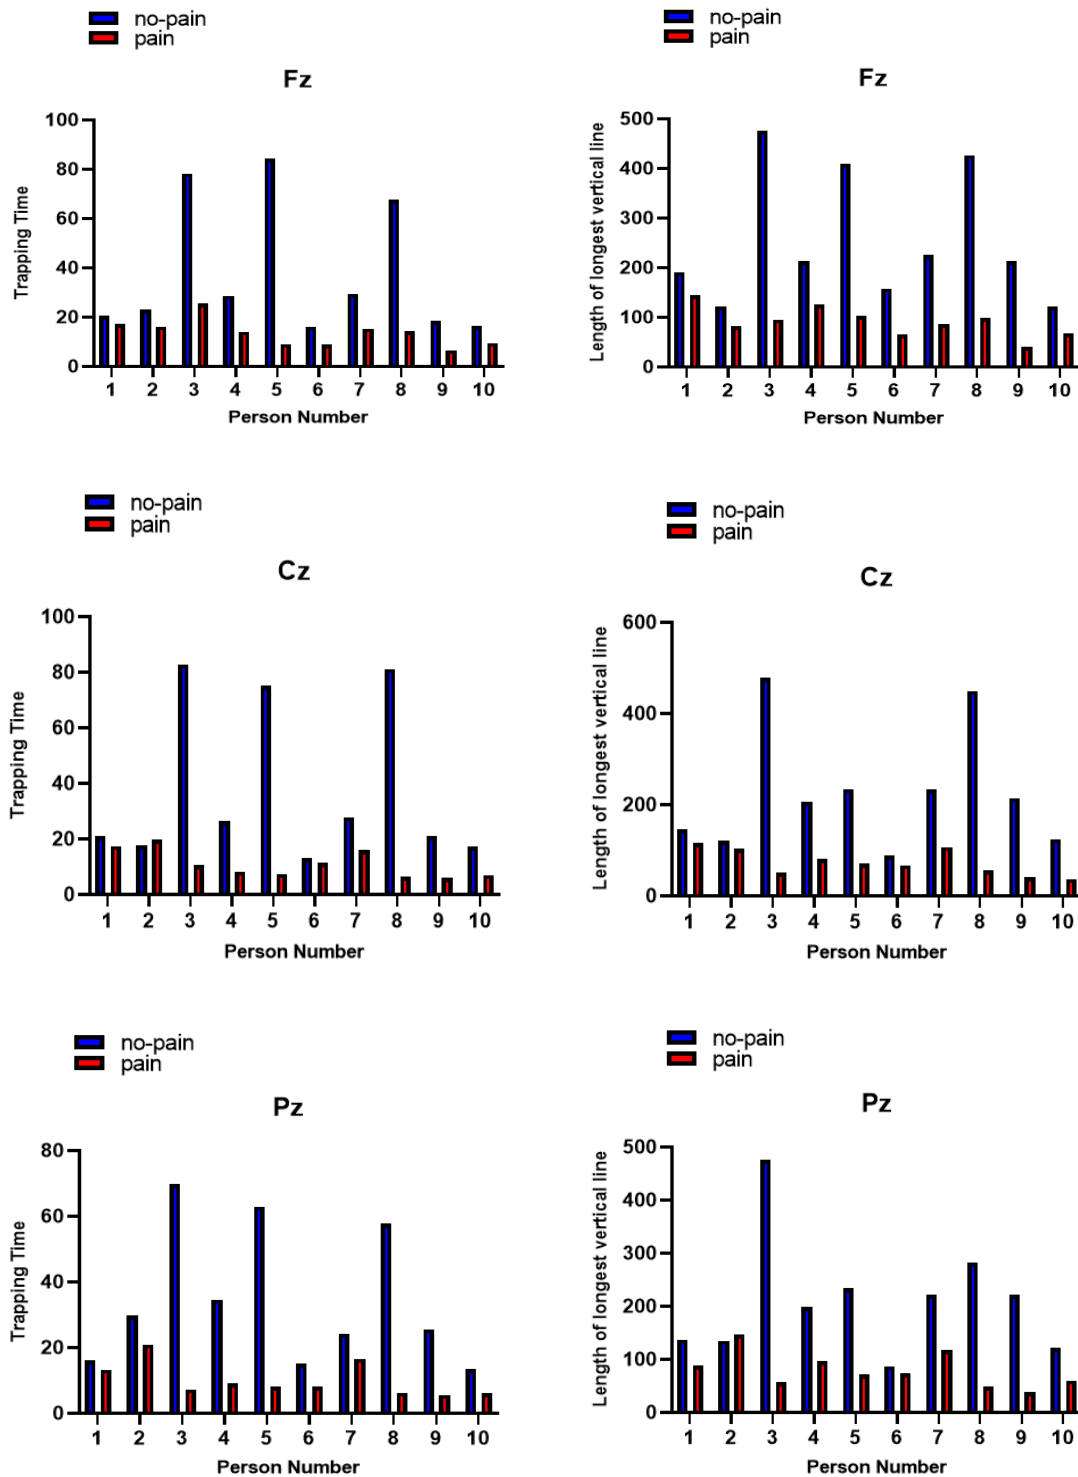 no-pain
pain
Fz
100
80
60
40
20
0
Trapping Time
1 2 3 4 5 6 7 8 9 10
Person Number
no-pain
pain
Fz
500
400
300
200
100
0
Length of longest vertical line
1 2 3 4 5 6 7 8 9 10
Person Number
no-pain
pain
Cz
100
80
60
40
20
0
Trapping Time
1 2 3 4 5 6 7 8 9 10
Person Number
no-pain
pain
Cz
600
400
200
0
Length of longest vertical line
1 2 3 4 5 6 7 8 9 10
Person Number
no-pain
pain
Pz
80
60
40
20
0
Trapping Time
1 2 3 4 5 6 7 8 9 10
Person Number
no-pain
pain
Pz
500
400
300
200
100
0
Length of longest vertical line
1 2 3 4 5 6 7 8 9 10
Person Number